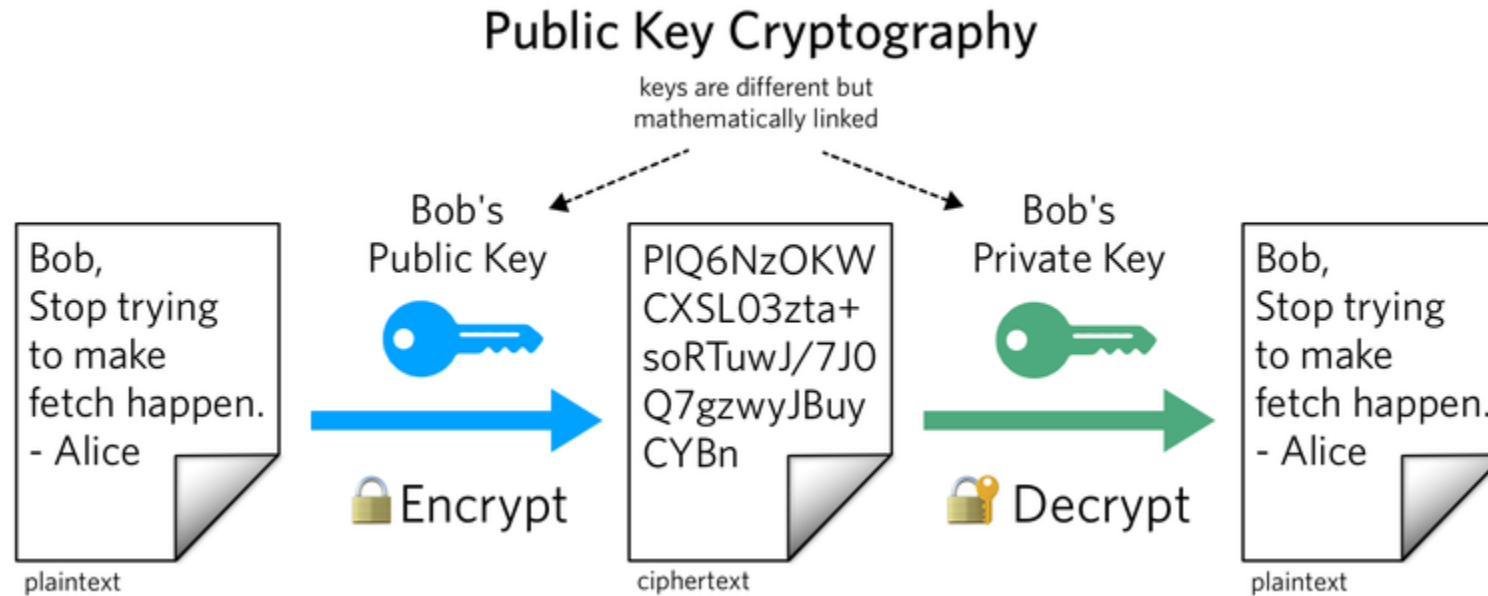 Public Key Cryptography
keys are different but
mathematically linked
Bob,
Stop trying
to make
fetch happen.
- Alice
plaintext
Bob's
Public Key
Encrypt
PlQ6NzOKW
CXSL03zta+
soRTuwJ/7J0
Q7gzwyJBuy
CYBn
ciphertext
Bob's
Private Key
Decrypt
Bob,
Stop trying
to make
fetch happen.
- Alice
plaintext